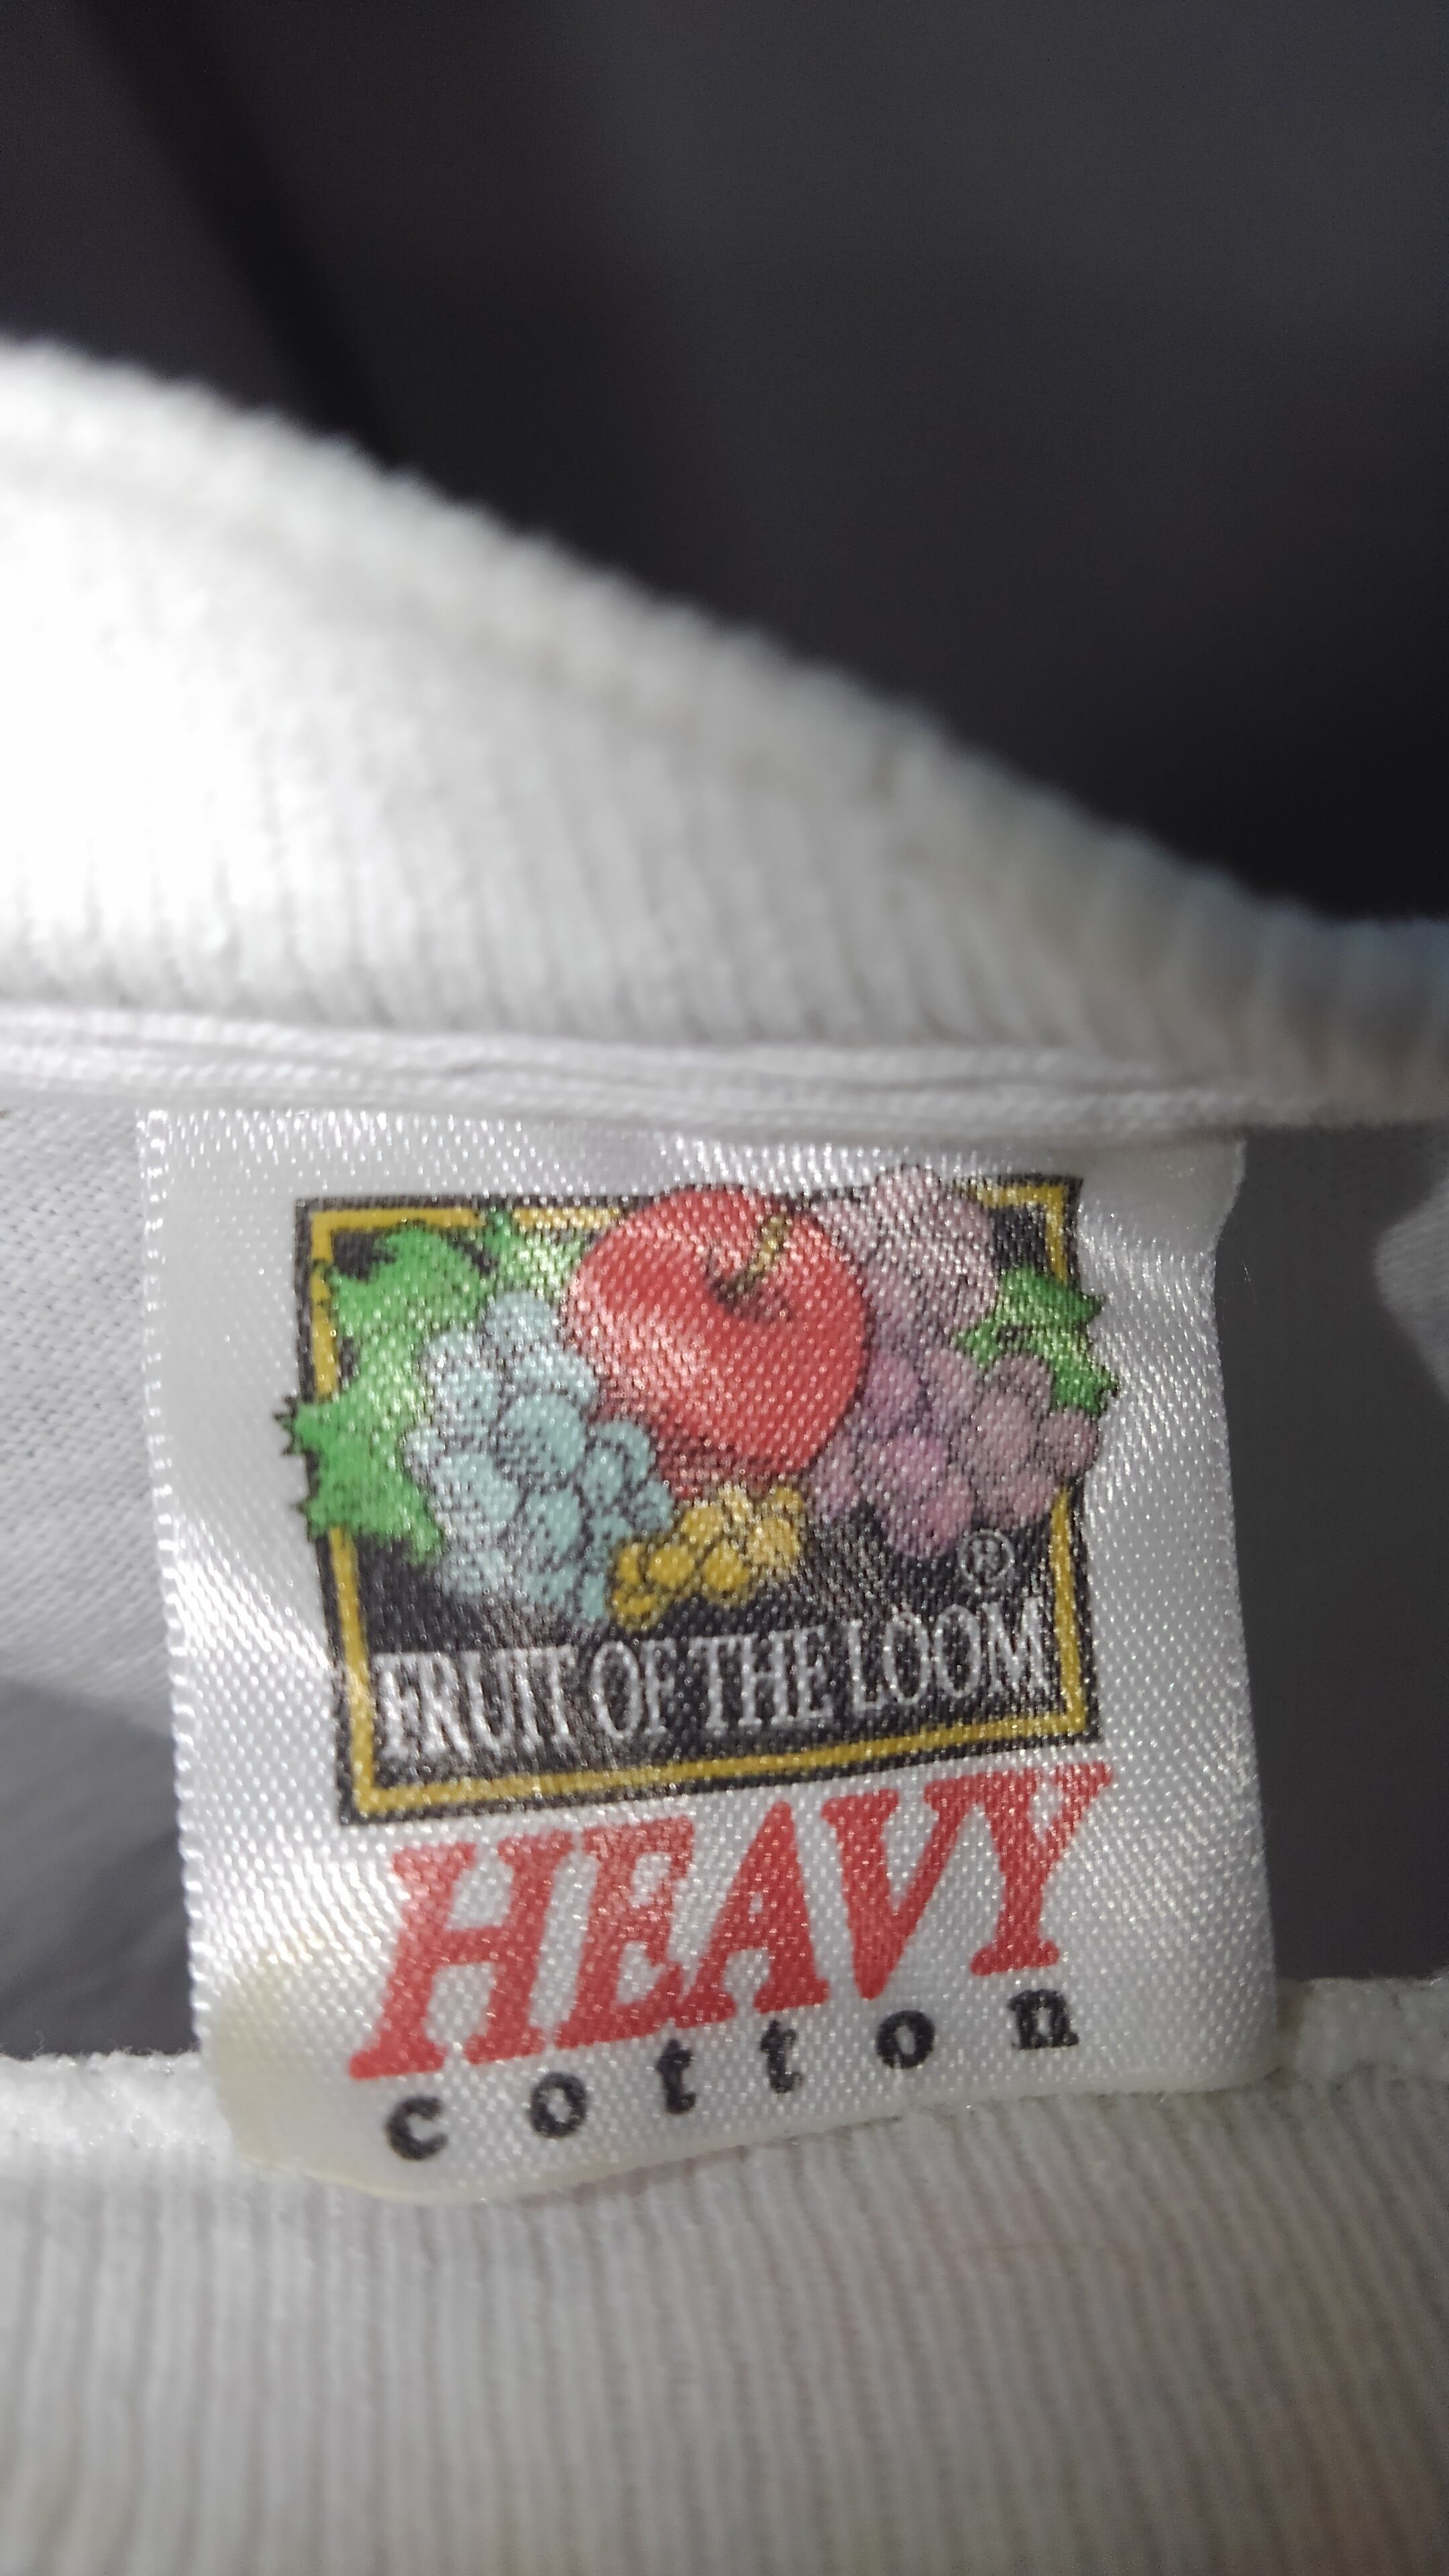 ®
FRUIT OF THE LOOM
HEAVY
cotton